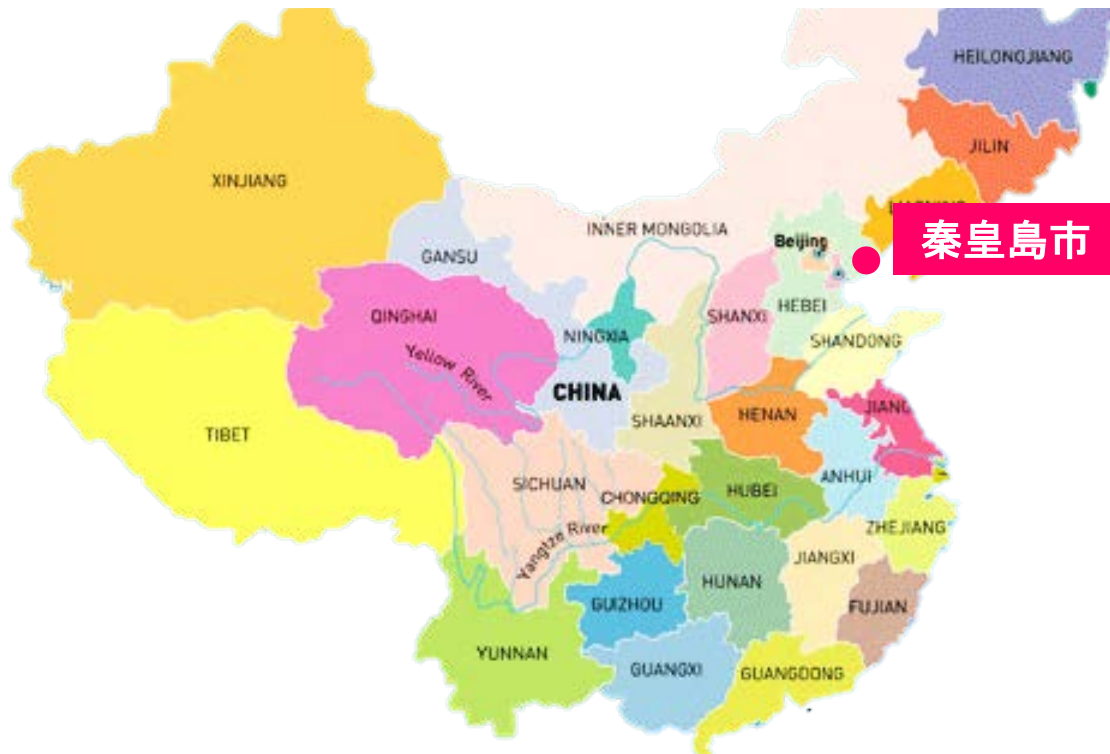 HEILONGJIANG
JILIN
XINJIANG
秦皇島市
INNER MONGOLIA
Beijing
GANSU
HEBEI
QINGHAI
SHANXI
NINGXIA
SHANDONG
Yellow River
CHINA
JIANG
HENAN
SHAANXI
TIBET
ANHUI
SICHUAN
HUBEI
CHONGQING
ZHEJIANG
Yangtze River
JIANGXI
HUNAN
GUIZHOU
FUJIAN
YUNNAN
GUANGXI
GUANGDONG